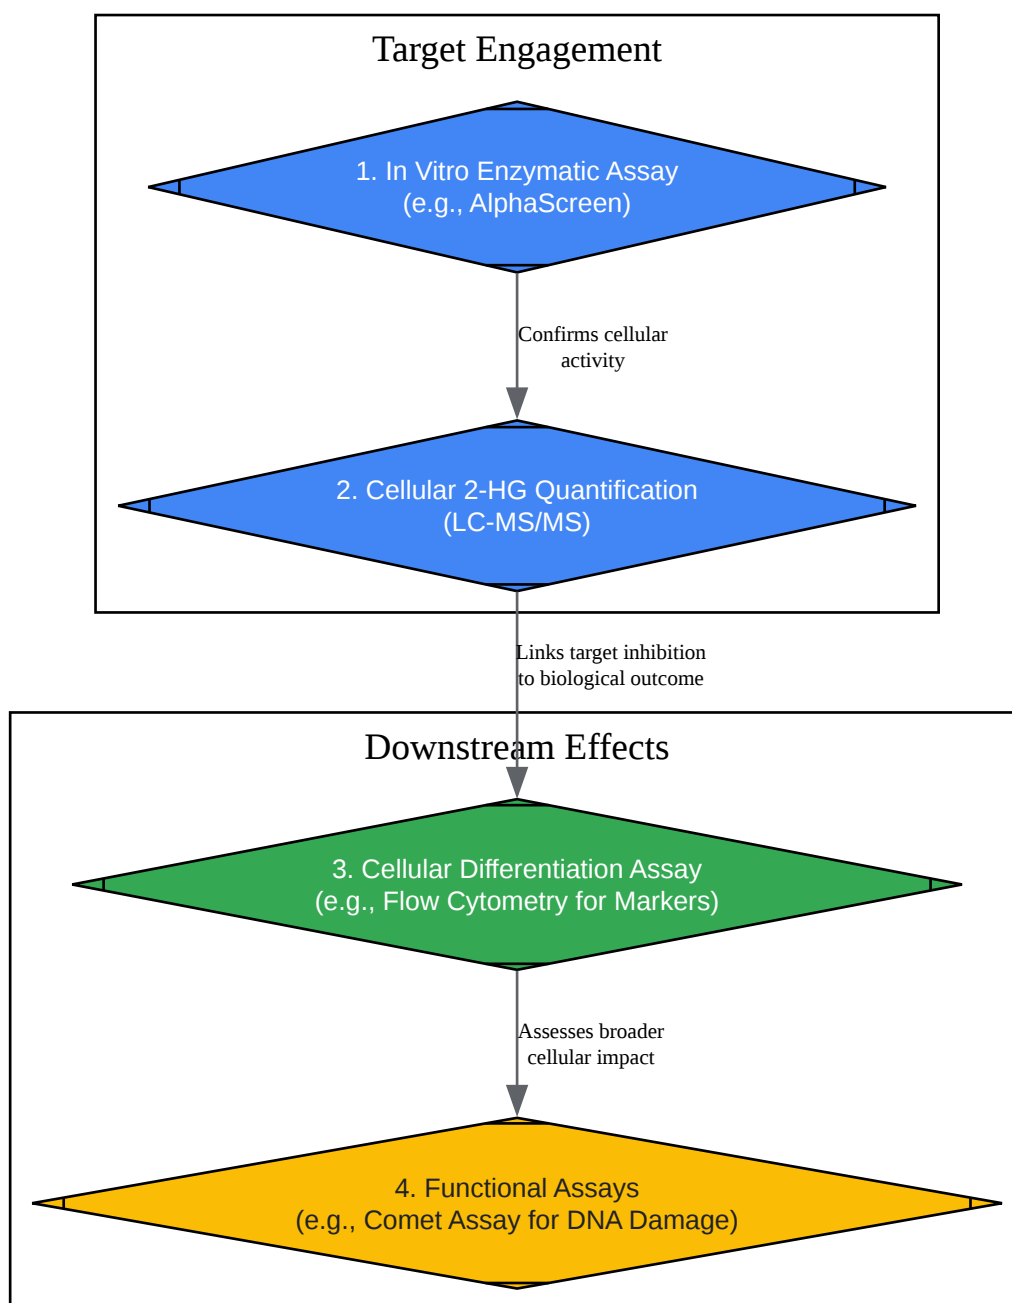 Target Engagement
1. In Vitro Enzymatic Assay
(e.g., AlphaScreen)
Confirms cellular
activity
2. Cellular 2-HG Quantification
(LC-MS/MS)
Links target inhibition
to biological outcome
Downstream Effects
3. Cellular Differentiation Assay
(e.g., Flow Cytometry for Markers)
Assesses broader
cellular impact
4. Functional Assays
(e.g., Comet Assay for DNA Damage)